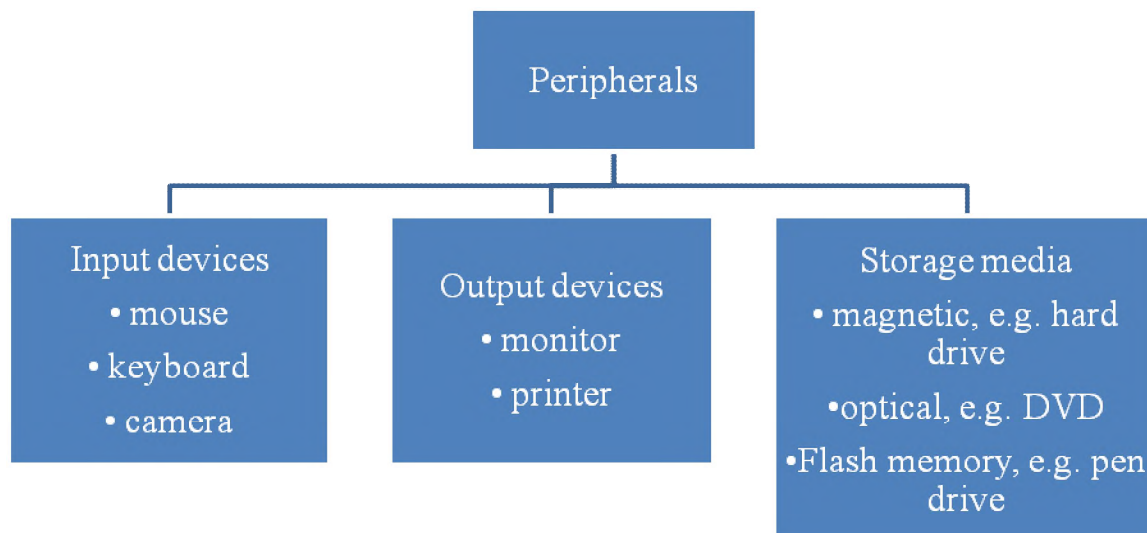 Peripherals
Input devices
• mouse
• keyboard
• camera
Output devices
• monitor
• printer
Storage media
• magnetic, e.g. hard
drive
•optical, e.g. DVD
•Flash memory, e.g. pen
drive